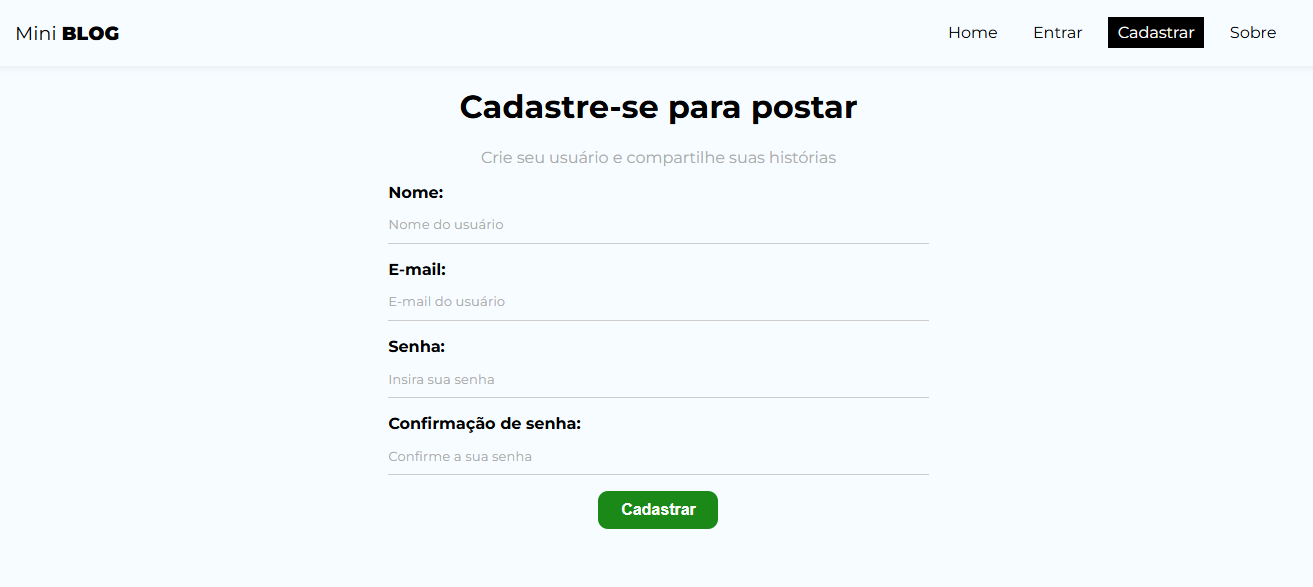 Mini BLOG
Home Entrar Cadastrar Sobre
Cadastre-se para postar
Crie seu usuário e compartilhe suas histórias
Nome:
Nome do usuário
E-mail:
E-mail do usuário
Senha:
Insira sua senha
Confirmação de senha:
Confirme a sua senha
Cadastrar